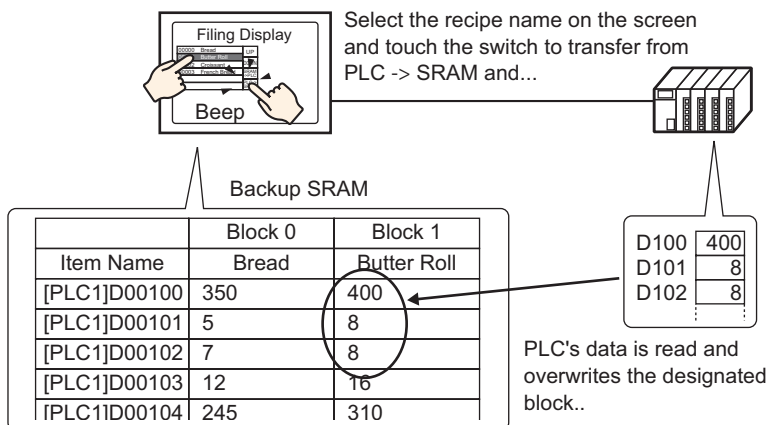 Filing Display
00000 Bread
Butter Roll
Croissant
00003 French Bread
UP
Beep
Select the recipe name on the screen
and touch the switch to transfer from
PLC -> SRAM and...
Backup SRAM
Block 0 Block 1
Item Name Bread Butter Roll
[PLC1]D00100 350 400
[PLC1]D00101 5 8
[PLC1]D00102 7 8
[PLC1]D00103 12 16
[PLC1]D00104 245 310
D100 400
D101 8
D102 8
PLC's data is read and
overwrites the designated
block..